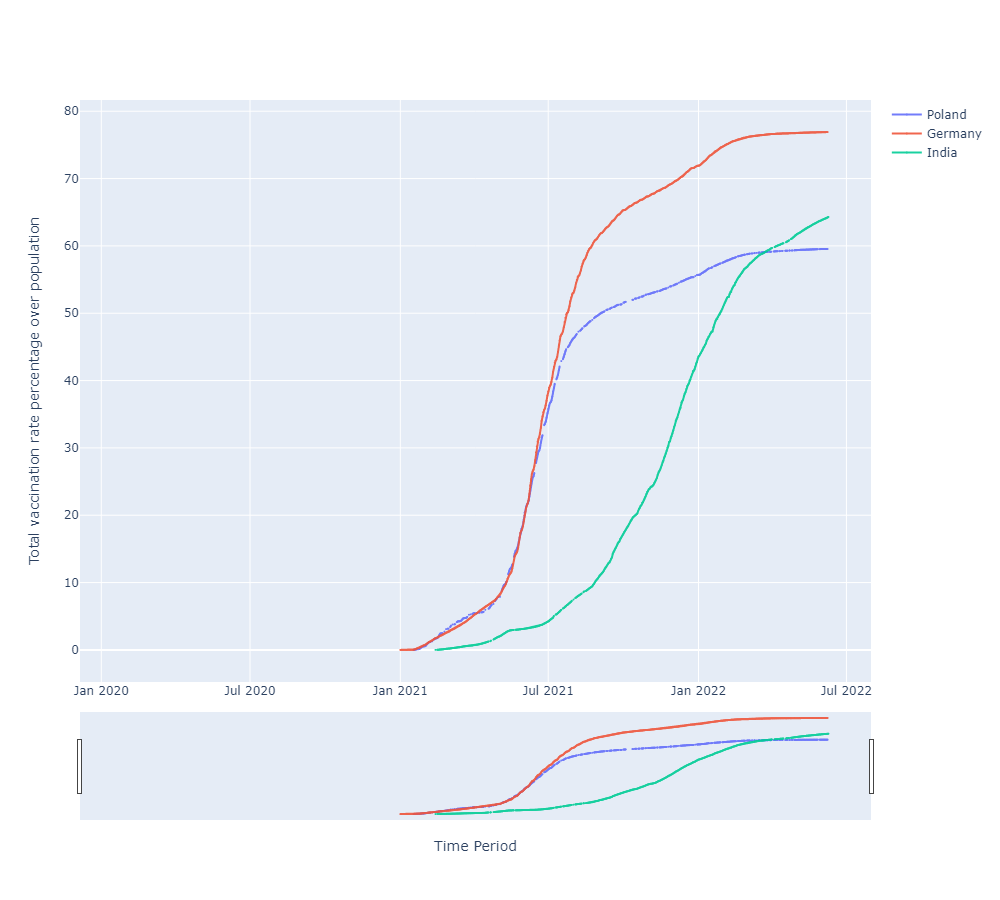 Poland
Germany
India
Total vaccination rate percentage over population
80
70
60
50
40
30
20
10
0
Jan 2020
Jul 2020
Jan 2021
Jul 2021
Jan 2022
Jul 2022
Time Period